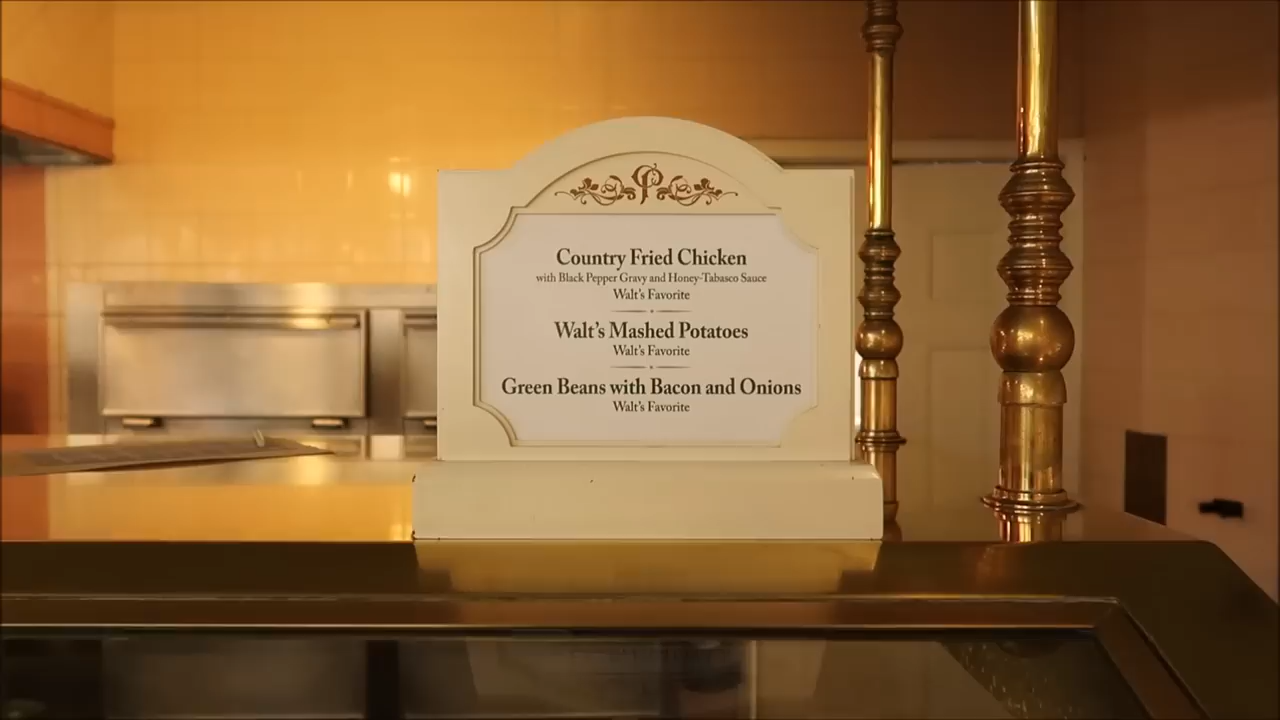 P
Country Fried Chicken
with Black Pepper Gravy and Honey-Tabasco Sauce
Walt's Favorite
Walt's Mashed Potatoes
Walt's Favorite
Green Beans with Bacon and Onions
Walt's Favorite